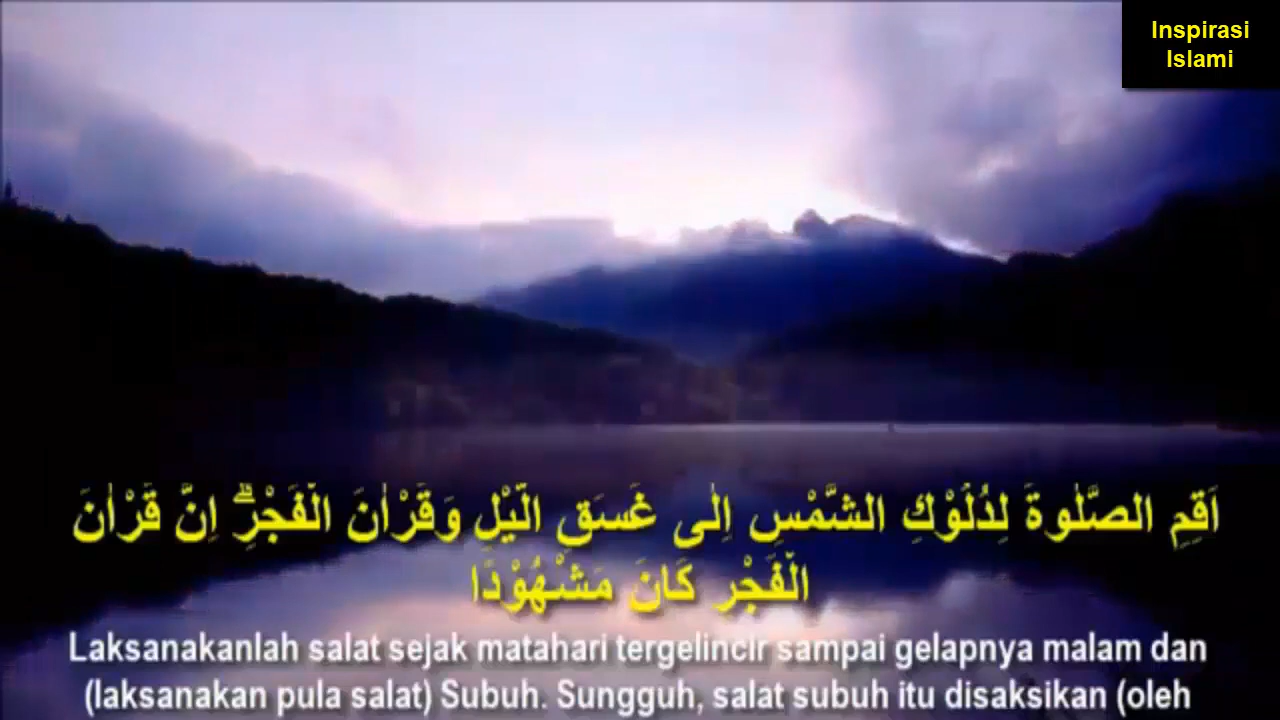 Inspirasi
Islami
اَقِمِ الصَّلٰوةَ لِدُلُوْكِ الشَّمْسِ اِلٰى غَسَقِ الَّيْلِ وَقُرْاٰنَ الْفَجْرِۗ اِنَّ قُرْاٰنَ
الْفَجْرِ كَانَ مَشْهُوْدًا
Laksanakanlah salat sejak matahari tergelincir sampai gelapnya malam dan
(laksanakan pula salat) Subuh. Sungguh, salat subuh itu disaksikan (oleh